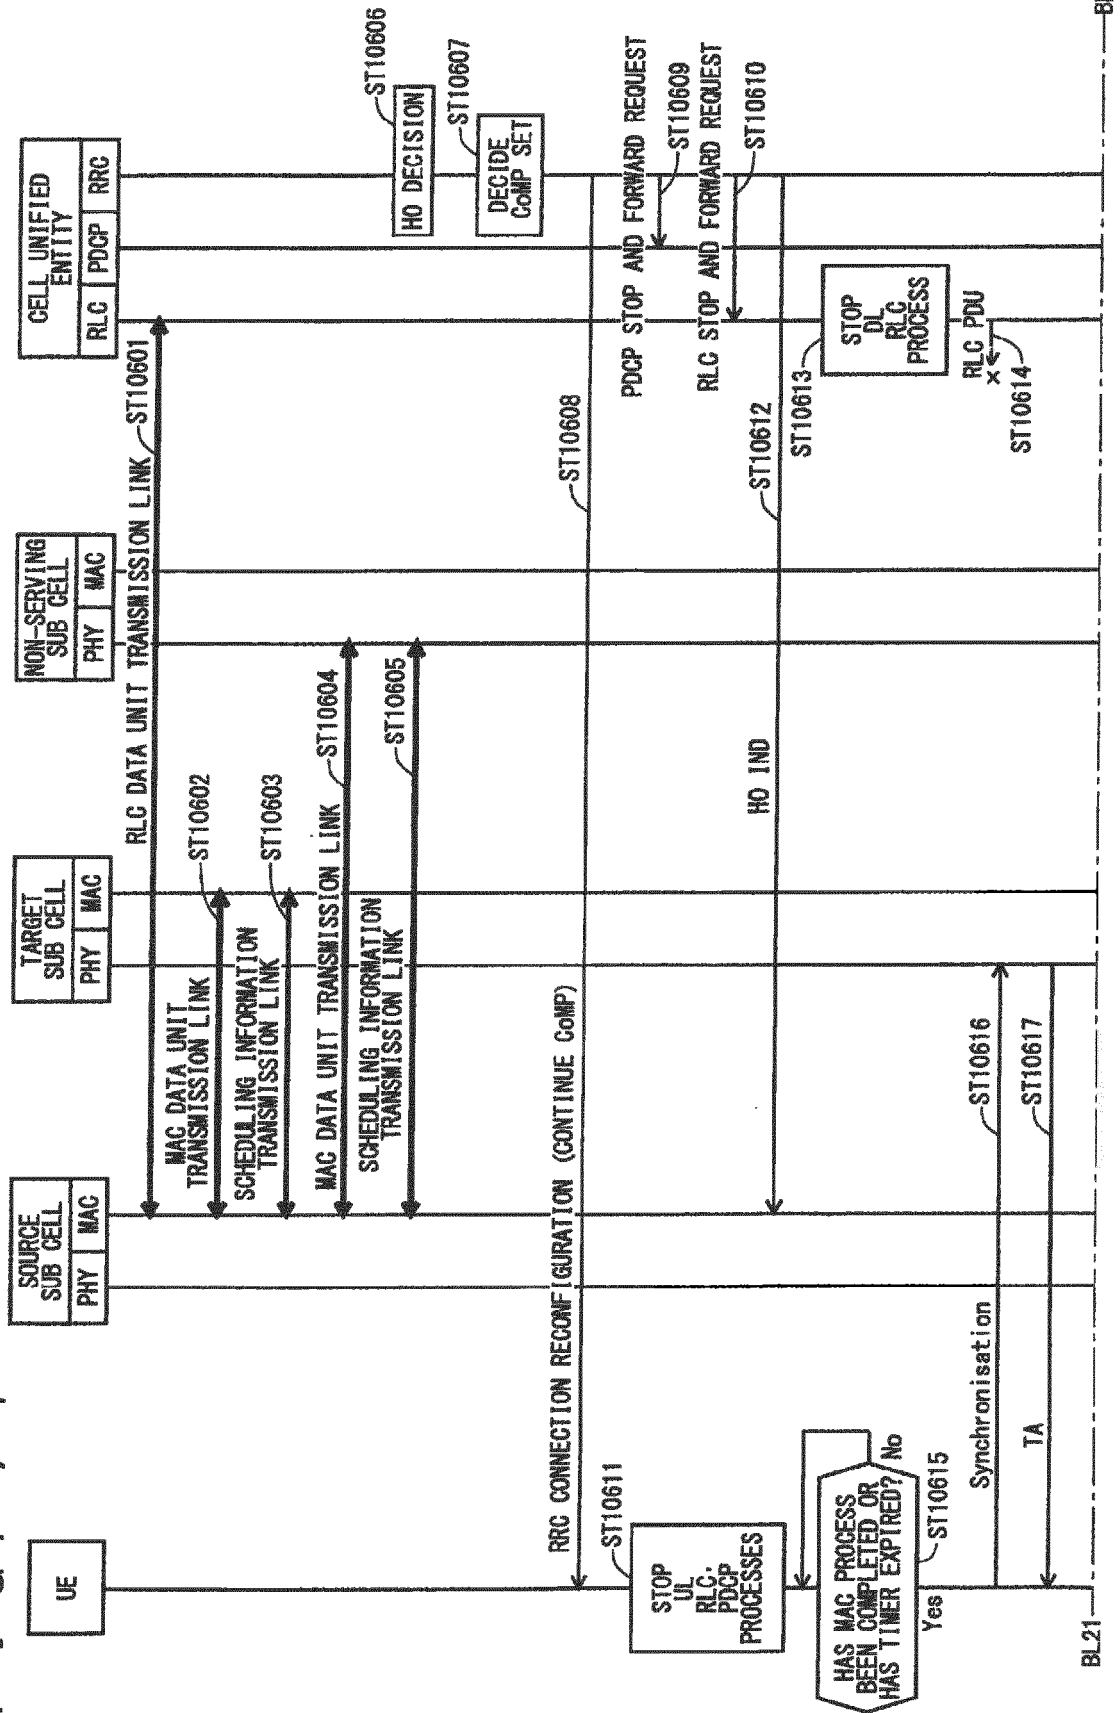 UE
SOURCE
SUB CELL
PHY MAC
TARGET
SUB CELL
PHY MAC
NON-SERVING
SUB CELL
PHY MAC
CELL UNIFIED
ENTITY
RLC PDCP RRC
RLC DATA UNIT TRANSMISSION LINK
ST10601
MAC DATA UNIT
TRANSMISSION LINK
ST10602
SCHEDULING INFORMATION
TRANSMISSION LINK
ST10603
MAC DATA UNIT TRANSMISSION LINK
ST10604
SCHEDULING INFORMATION
TRANSMISSION LINK
ST10605
HO DECISION
ST10606
DECIDE
CoMP SET
ST10607
RRC CONNECTION RECONFIGURATION (CONTINUE CoMP)
ST10608
PDCP STOP AND FORWARD REQUEST
ST10609
RLC STOP AND FORWARD REQUEST
ST10610
ST10611
STOP
UL
RLC,
PDCP
PROCESSES
HO IND
ST10612
ST10613
STOP
DL
RLC
PROCESS
RLC PDU
×
ST10614
HAS MAC PROCESS
BEEN COMPLETED OR
HAS TIMER EXPIRED?
No
Yes
ST10615
Synchronisation
ST10616
TA
ST10617
BL21